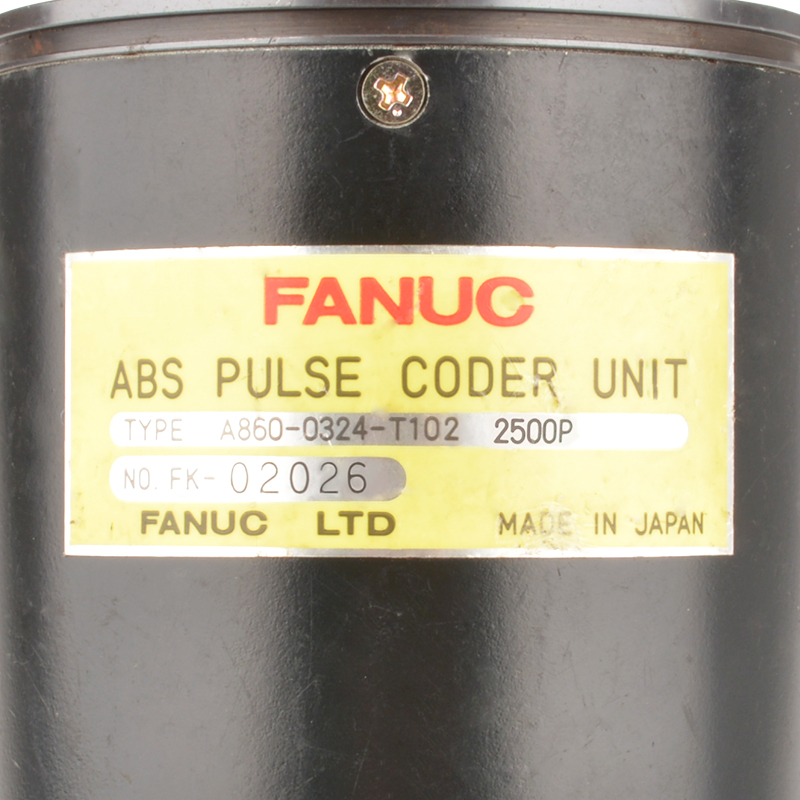 FANUC
ABS PULSE CODER UNIT
TYPE A860-0324-T102 2500P
NO. FK-02026
FANUC LTD MADE IN JAPAN